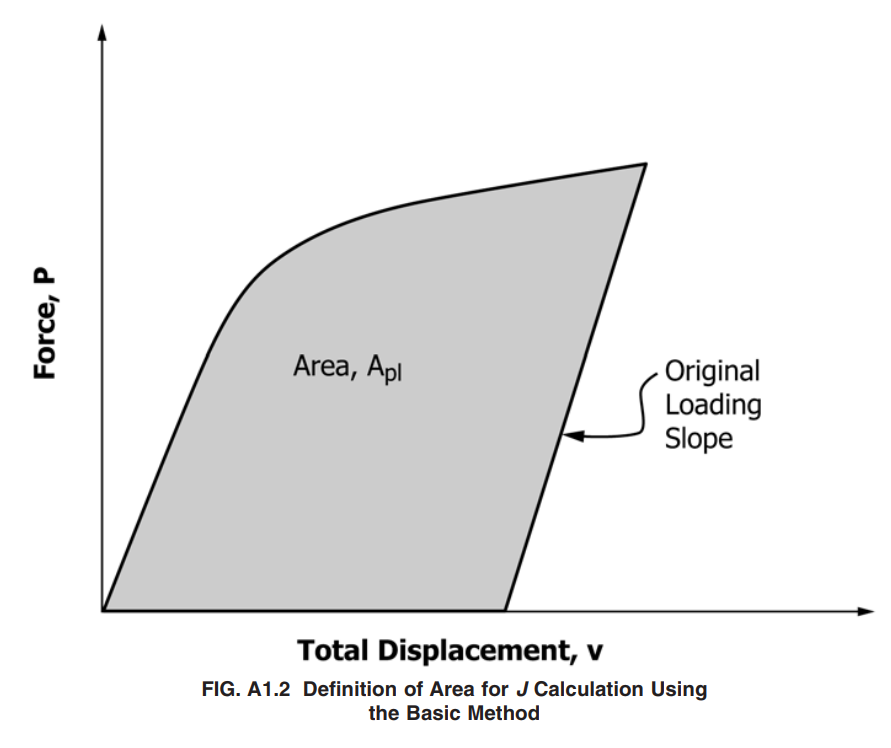 Force, P
Area, Apl
Original
Loading
Slope
Total Displacement, v
FIG. A1.2 Definition of Area for J Calculation Using
the Basic Method